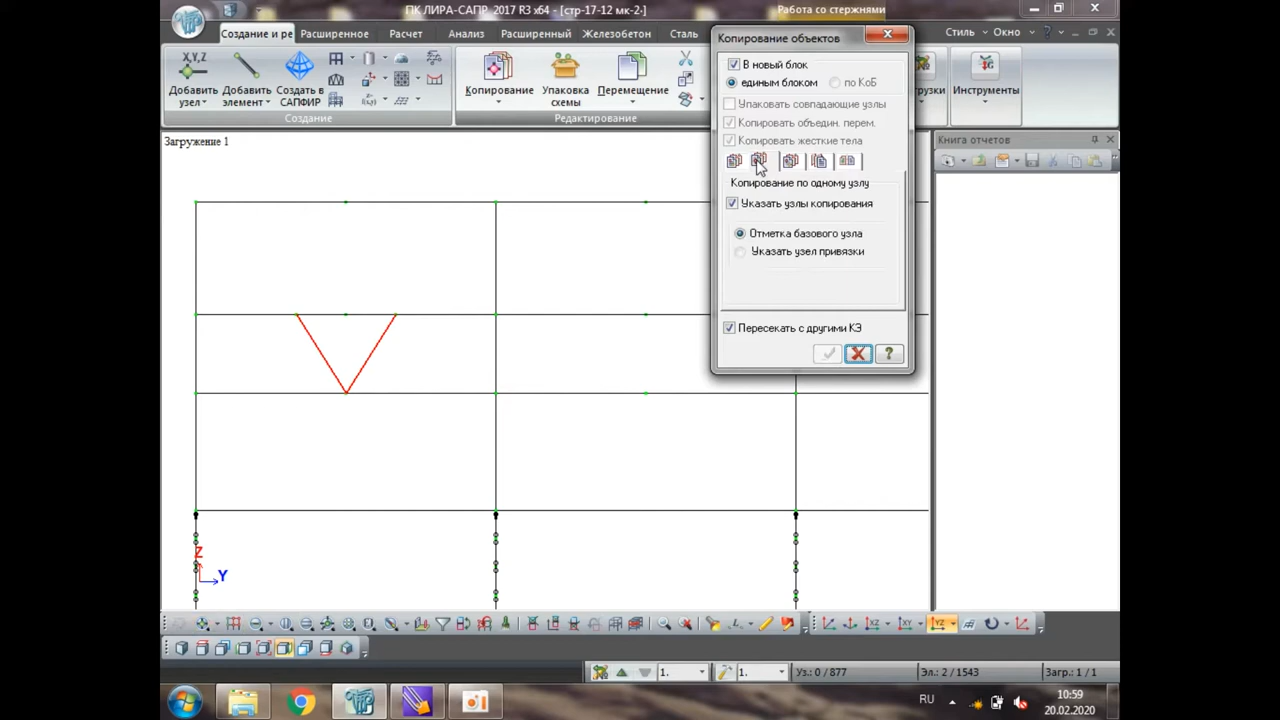 ПК ЛИРА-САПР 2017 R3 x64 - [стр-17-12 мк-2-]
Работа со стержнями
Создание и ре
Расширенное
Расчет
Анализ
Расширенный
Железобетон
Сталь
Стиль
Окно
X,Y,Z
Добавить узел
Добавить элемент
Создать в САПФИР
Копирование
Упаковка схемы
Перемещение
Инструменты
Создание
Редактирование
Копирование объектов
В новый блок
единым блоком
по КоБ
Упаковать совпадающие узлы
Копировать объедин. перем.
Копировать жесткие тела
Копирование по одному узлу
Указать узлы копирования
Отметка базового узла
Указать узел привязки
Пересекать с другими КЭ
Загружение 1
Книга отчетов
Z
Y
1.
1.
Уз.: 0 / 877
Эл.: 2 / 1543
Загр.: 1 / 1
RU
10:59
20.02.2020